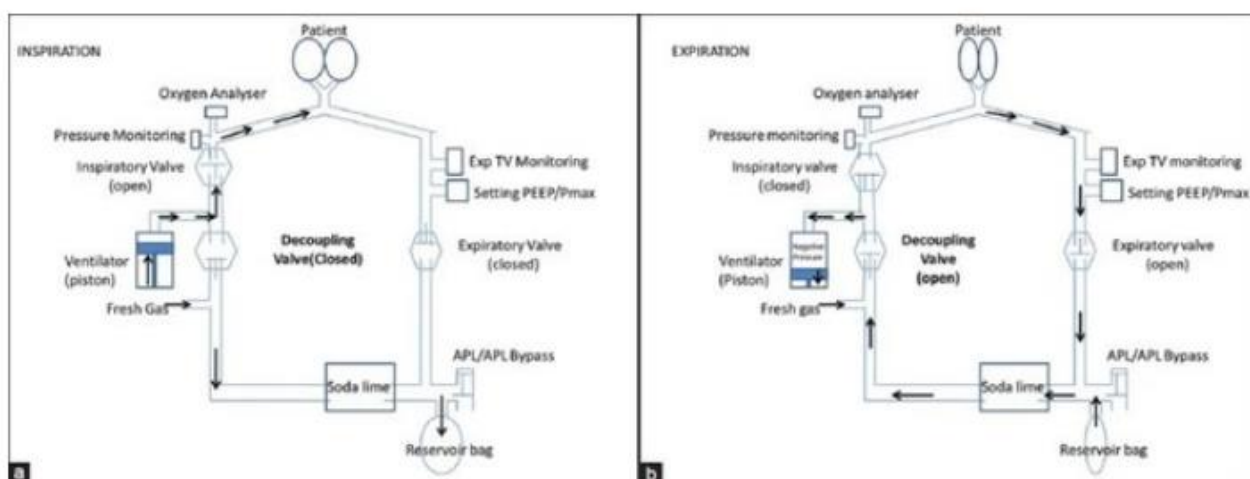 INSPIRATION
Patient
Oxygen Analyser
Pressure Monitoring
Inspiratory Valve
(open)
Exp TV Monitoring
Setting PEEP/Pmax
Decoupling
Valve(Closed)
Expiratory Valve
(closed)
Ventilator
(piston)
Fresh Gas
APL/APL Bypass
Soda lime
Reservoir bag
a
EXPIRATION
Patient
Oxygen analyser
Pressure monitoring
Inspiratory valve
(closed)
Exp TV monitoring
Setting PEEP/Pmax
Negative
Pressure
Decoupling
Valve
(open)
Expiratory valve
(open)
Ventilator
(Piston)
Fresh gas
APL/APL Bypass
Soda lime
Reservoir bag
b